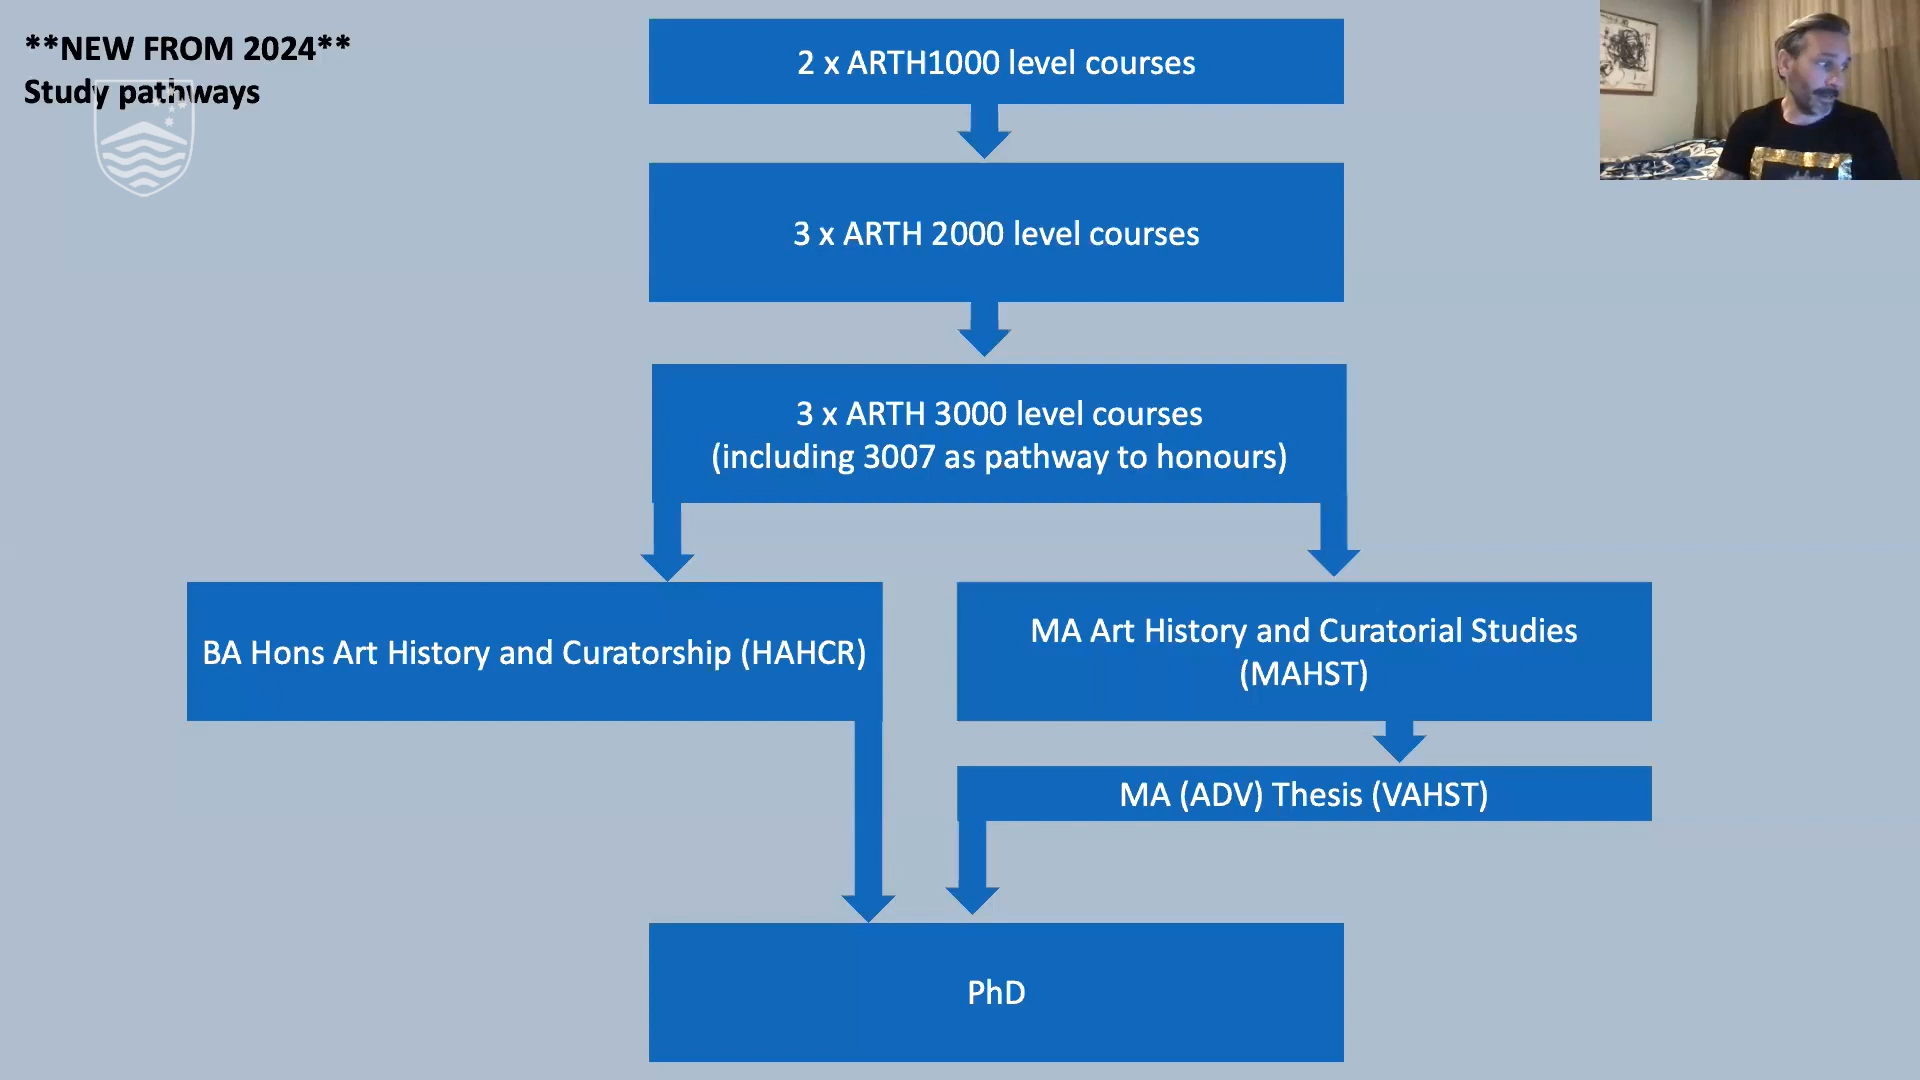 **NEW FROM 2024**
Study pathways
2 x ARTH1000 level courses
3 x ARTH 2000 level courses
3 x ARTH 3000 level courses
(including 3007 as pathway to honours)
BA Hons Art History and Curatorship (HAHCR)
MA Art History and Curatorial Studies
(MAHST)
MA (ADV) Thesis (VAHST)
PhD